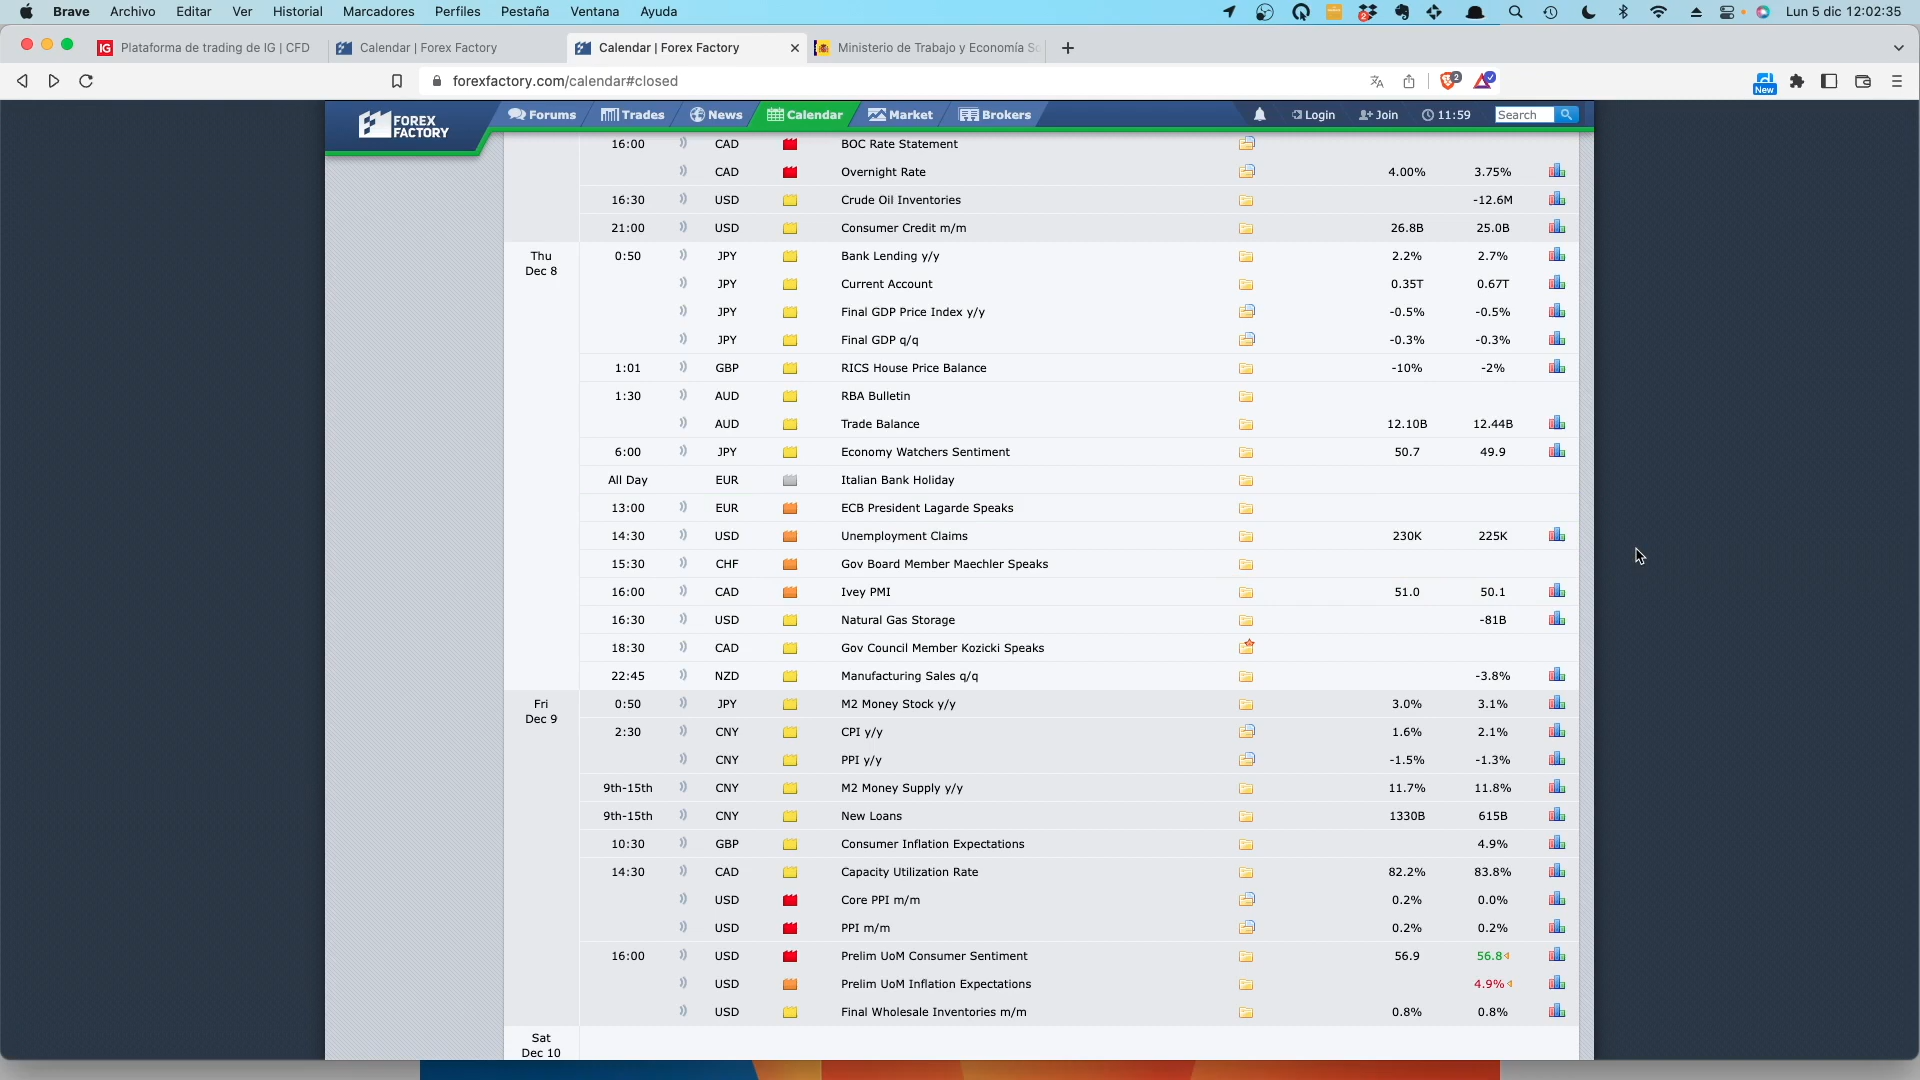 Brave Archivo Editar Ver Historial Marcadores Perfiles Pestaña Ventana Ayuda Lun 5 dic 12:02:35
IG Plataforma de trading de IG | CFD Calendar | Forex Factory Calendar | Forex Factory Ministerio de Trabajo y Economía So
forexfactory.com/calendar#closed 2 New
FOREX FACTORY Forums Trades News Calendar Market Brokers Login Join 11:59 Search
16:00 CAD BOC Rate Statement
CAD Overnight Rate 4.00% 3.75%
16:30 USD Crude Oil Inventories -12.6M
21:00 USD Consumer Credit m/m 26.8B 25.0B
Thu Dec 8 0:50 JPY Bank Lending y/y 2.2% 2.7%
JPY Current Account 0.35T 0.67T
JPY Final GDP Price Index y/y -0.5% -0.5%
JPY Final GDP q/q -0.3% -0.3%
1:01 GBP RICS House Price Balance -10% -2%
1:30 AUD RBA Bulletin
AUD Trade Balance 12.10B 12.44B
6:00 JPY Economy Watchers Sentiment 50.7 49.9
All Day EUR Italian Bank Holiday
13:00 EUR ECB President Lagarde Speaks
14:30 USD Unemployment Claims 230K 225K
15:30 CHF Gov Board Member Maechler Speaks
16:00 CAD Ivey PMI 51.0 50.1
16:30 USD Natural Gas Storage -81B
18:30 CAD Gov Council Member Kozicki Speaks
22:45 NZD Manufacturing Sales q/q -3.8%
Fri Dec 9 0:50 JPY M2 Money Stock y/y 3.0% 3.1%
2:30 CNY CPI y/y 1.6% 2.1%
CNY PPI y/y -1.5% -1.3%
9th-15th CNY M2 Money Supply y/y 11.7% 11.8%
9th-15th CNY New Loans 1330B 615B
10:30 GBP Consumer Inflation Expectations 4.9%
14:30 CAD Capacity Utilization Rate 82.2% 83.8%
USD Core PPI m/m 0.2% 0.0%
USD PPI m/m 0.2% 0.2%
16:00 USD Prelim UoM Consumer Sentiment 56.9 56.8
USD Prelim UoM Inflation Expectations 4.9%
USD Final Wholesale Inventories m/m 0.8% 0.8%
Sat Dec 10